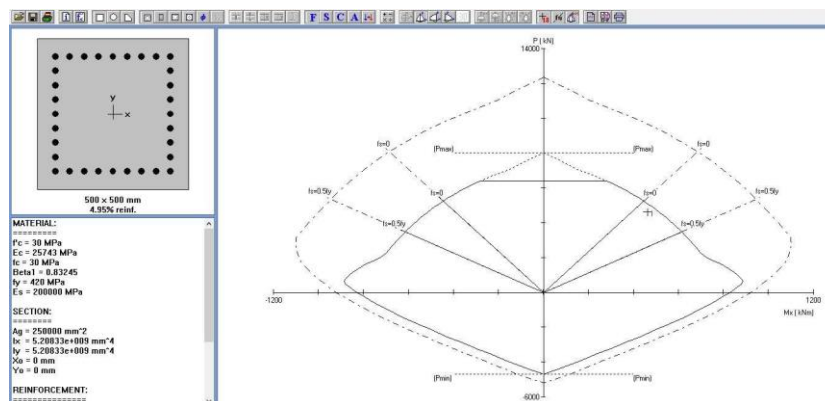 F S C A
y
x
500 x 500 mm
4.95% reinf.
MATERIAL:
=========
f'c = 30 MPa
Ec = 25743 MPa
fc = 30 MPa
Beta1 = 0.83245
fy = 420 MPa
Es = 200000 MPa
SECTION:
========
Ag = 250000 mm^2
Ix = 5.20833e+009 mm^4
Iy = 5.20833e+009 mm^4
Xo = 0 mm
Yo = 0 mm
REINFORCEMENT:
==============
P ( kN)
14000
fs=0
(Pmax)
(Pmax)
fs=0
fs=0.5fy
fs=0
fs=0
fs=0.5fy
fs=0.5fy
fs=0.5fy
-1200
1200
Mx ( kNm)
(Pmin)
(Pmin)
-6000